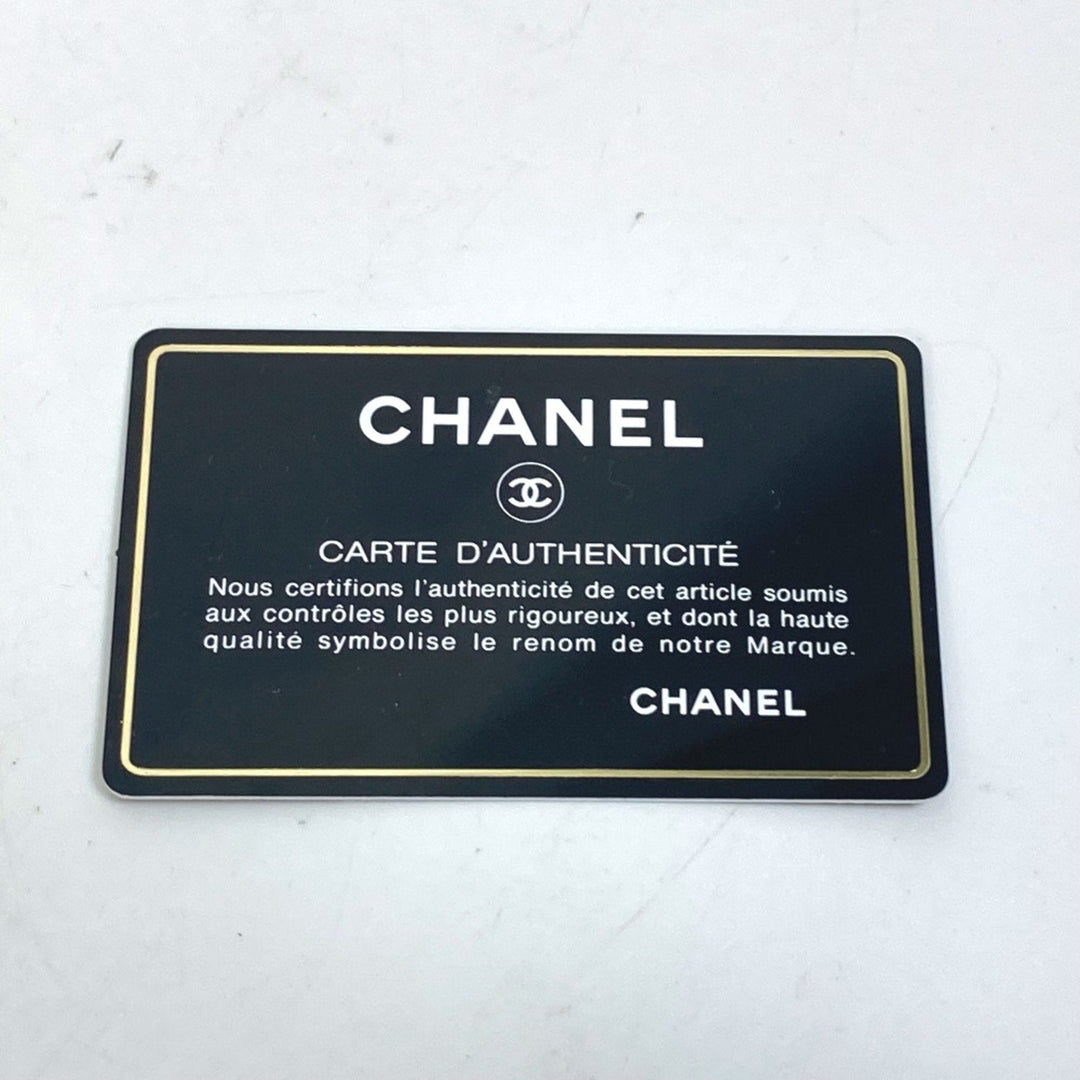 CHANEL
CARTE D'AUTHENTICITÉ
Nous certifions l'authenticité de cet article soumis
aux contrôles les plus rigoureux, et dont la haute
qualité symbolise le renom de notre Marque.
CHANEL